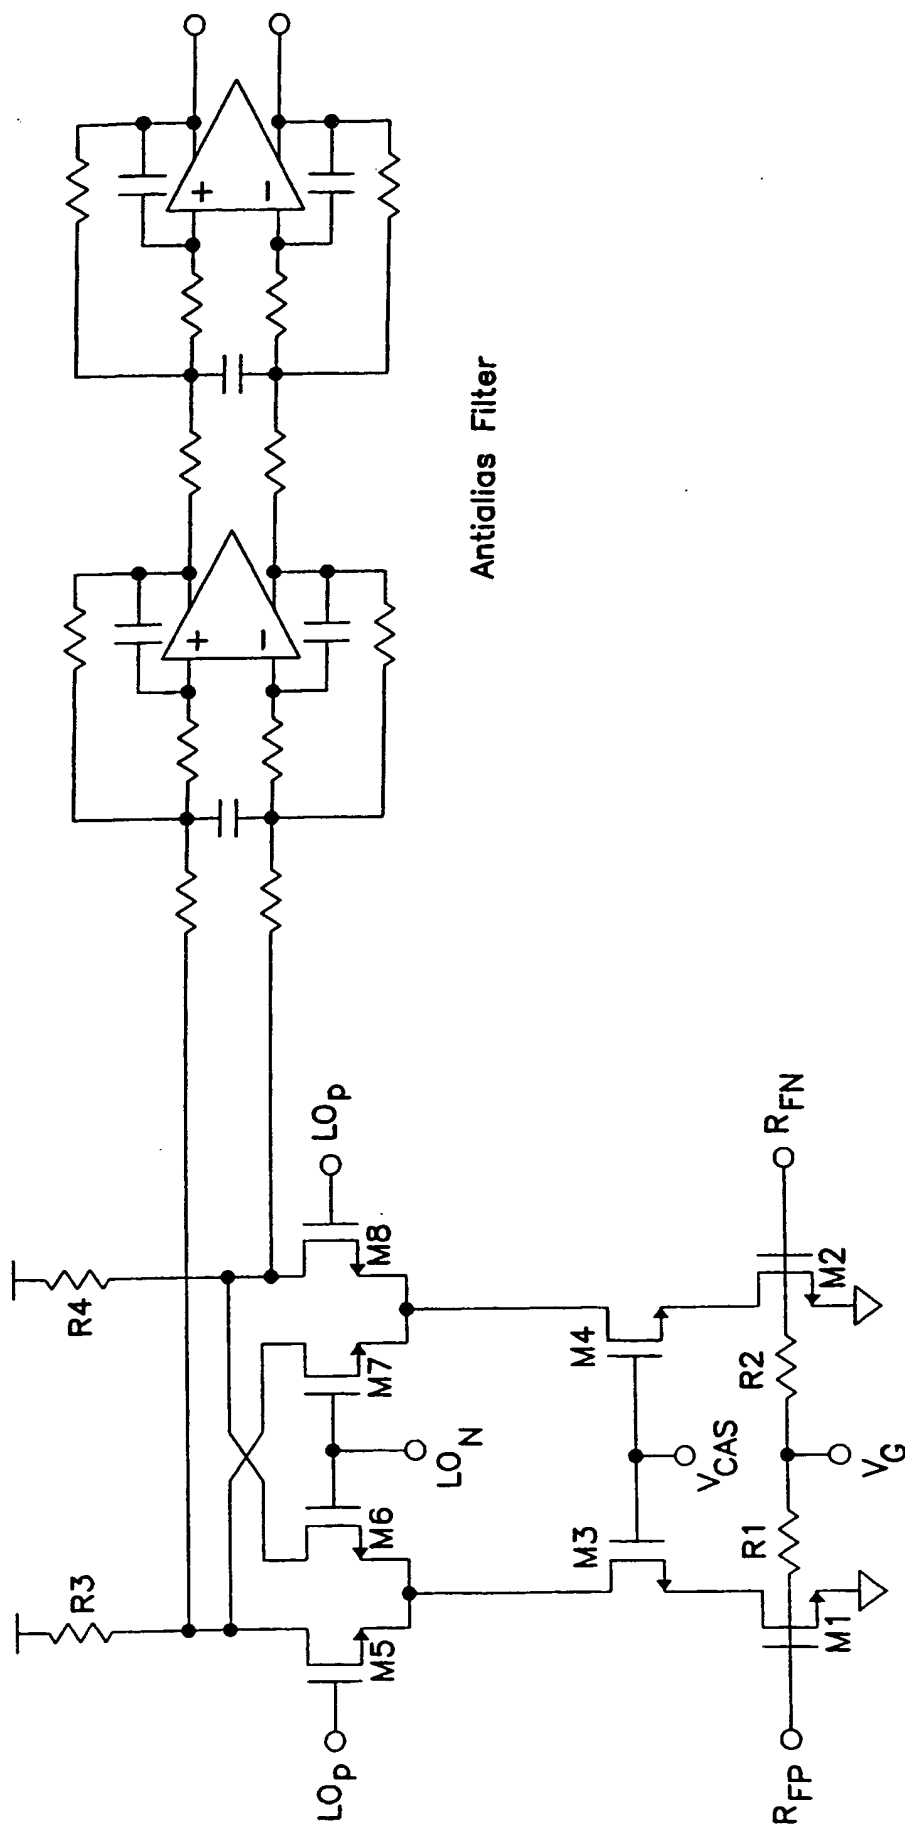 +
−
Antialias Filter
+
−
R4
R3
LOp
M8
M7
LON
M6
M5
LOp
M4
M3
VCAS
RFN
M2
R2
VG
R1
M1
RFP